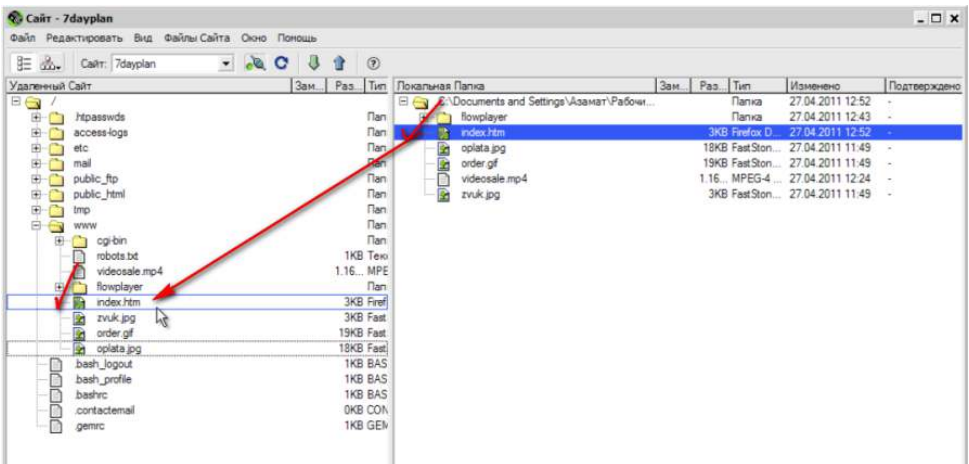 Сайт - 7dayplan
Файл Редактировать Вид Файлы Сайта Окно Помощь
Сайт: 7dayplan
Удаленный Сайт Зам... Раз... Тип
/ 
.htpasswds Пап
access-logs Пап
etc Пап
mail Пап
public_ftp Пап
public_html Пап
tmp Пап
www Пап
cgi-bin Пап
robots.txt 1KB Текс
videosale.mp4 1.16... MPE
flowplayer Пап
index.htm 3KB Firef
zvuk.jpg 3KB Fast
order.gif 19KB Fast
oplata.jpg 18KB Fast
.bash_logout 1KB BAS
.bash_profile 1KB BAS
.bashrc 1KB BAS
.contactemail 0KB CON
.gemrc 1KB GEM
Локальная Папка Зам... Раз... Тип Изменено Подтверждено
C:\Documents and Settings\Азамат\Рабочи... Папка 27.04.2011 12:52 -
flowplayer Папка 27.04.2011 12:43 -
index.htm 3KB Firefox D... 27.04.2011 12:52 -
oplata.jpg 18KB FastSton... 27.04.2011 11:49 -
order.gif 19KB FastSton... 27.04.2011 11:49 -
videosale.mp4 1.16... MPEG-4 ... 27.04.2011 12:24 -
zvuk.jpg 3KB FastSton... 27.04.2011 11:49 -